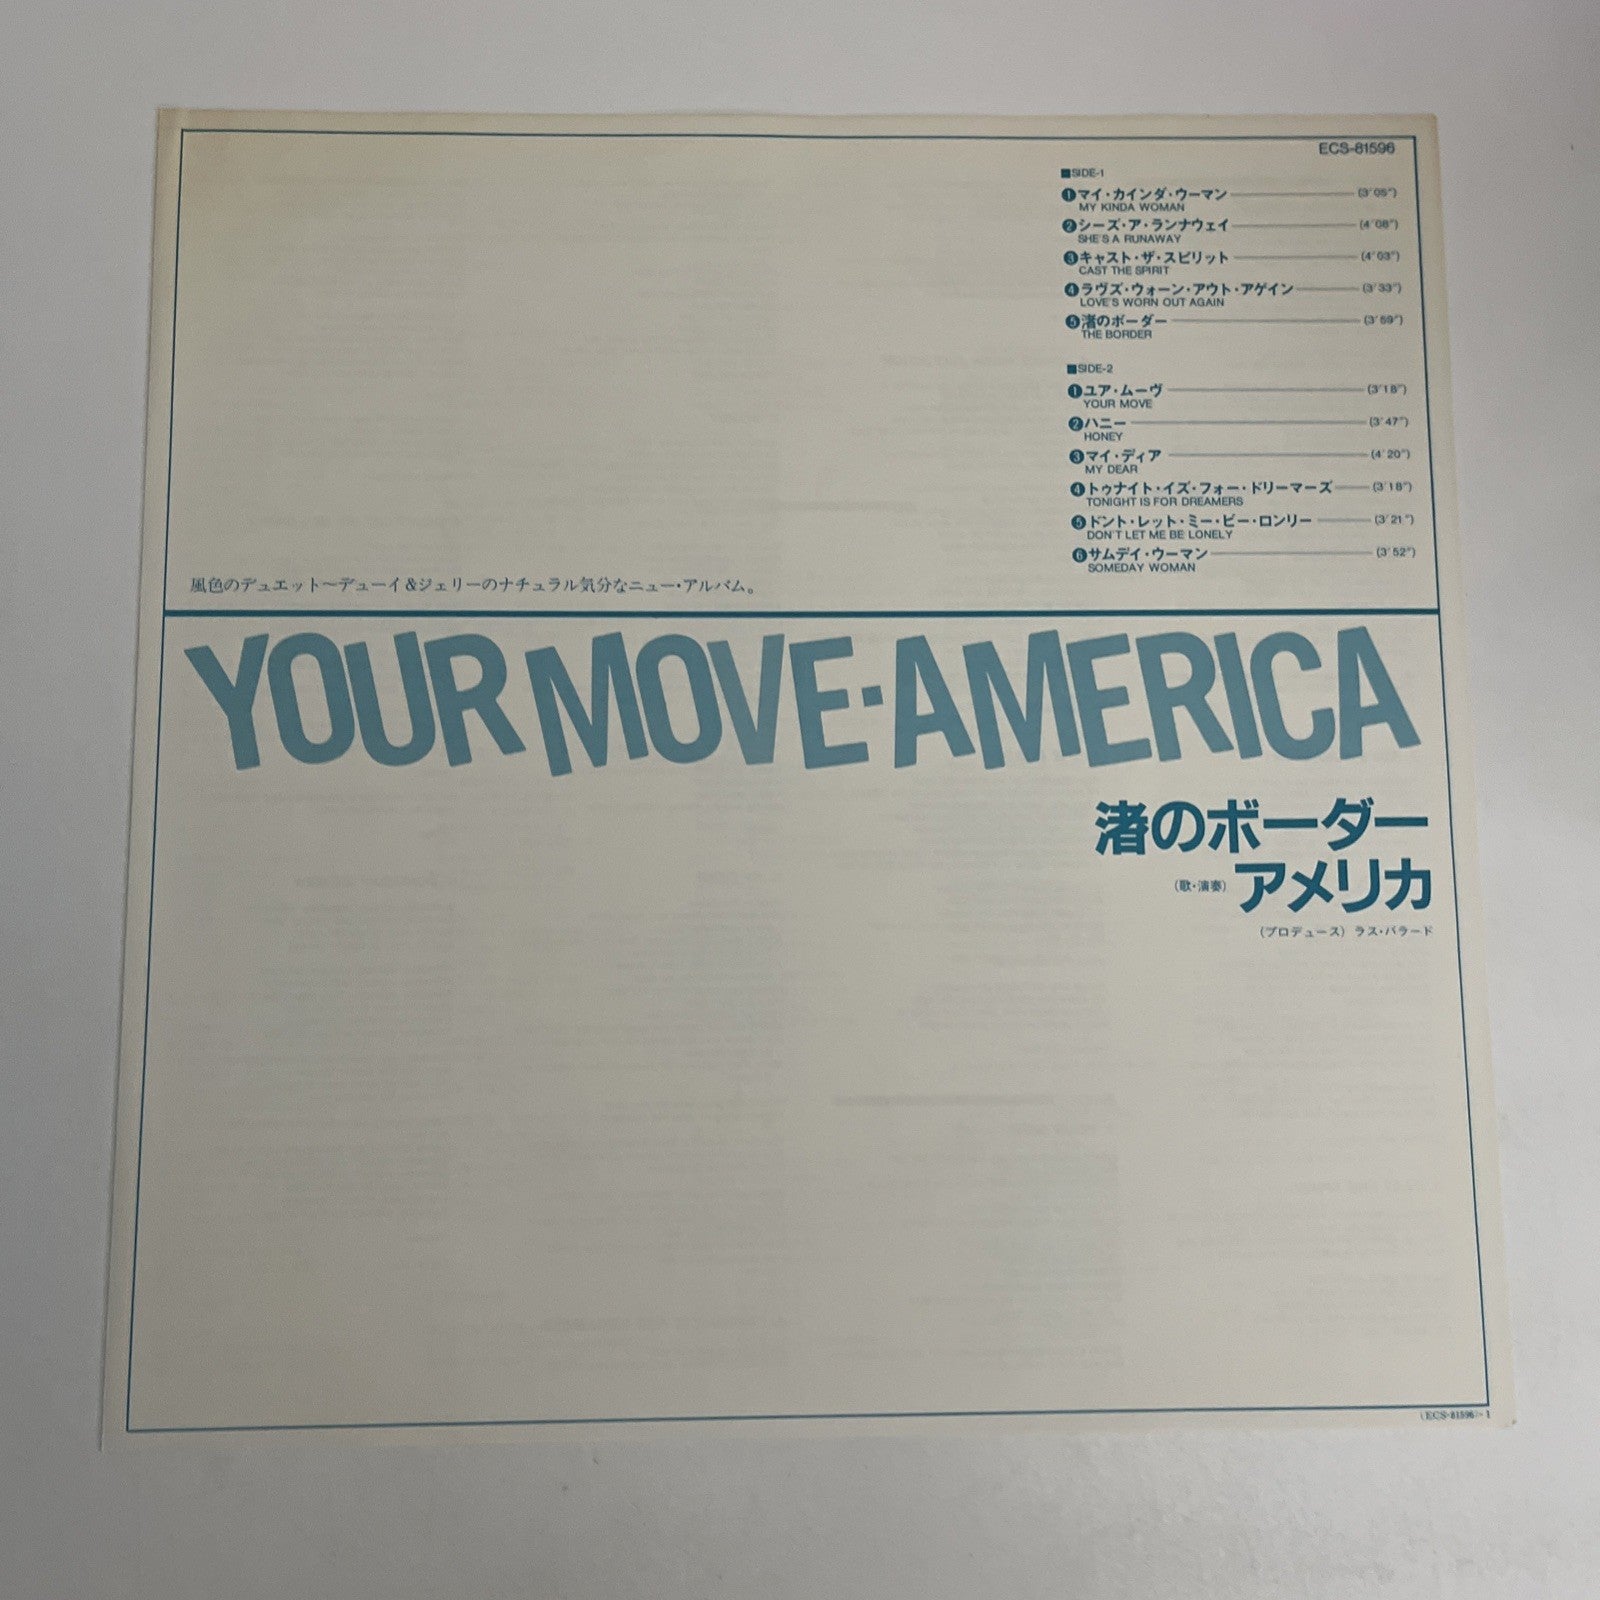 ECS-81596
■SIDE-1
❶マイ・カインダ・ウーマン (3′05″)
MY KINDA WOMAN
❷シーズ・ア・ランナウェイ (4′08″)
SHE'S A RUNAWAY
❸キャスト・ザ・スピリット (4′03″)
CAST THE SPIRIT
❹ラヴズ・ウォーン・アウト・アゲイン (3′33″)
LOVE'S WORN OUT AGAIN
❺渚のボーダー (3′59″)
THE BORDER
■SIDE-2
❶ユア・ムーヴ (3′18″)
YOUR MOVE
❷ハニー (3′47″)
HONEY
❸マイ・ディア (4′20″)
MY DEAR
❹トゥナイト・イズ・フォー・ドリーマーズ (3′18″)
TONIGHT IS FOR DREAMERS
❺ドント・レット・ミー・ビー・ロンリー (3′21″)
DON'T LET ME BE LONELY
❻サムデイ・ウーマン (3′52″)
SOMEDAY WOMAN
風色のデュエット〜デューイ&ジェリーのナチュラル気分なニュー・アルバム。
YOUR MOVE・AMERICA
渚のボーダー
(歌・演奏) アメリカ
(プロデュース) ラス・バラード
(ECS-81596)-1